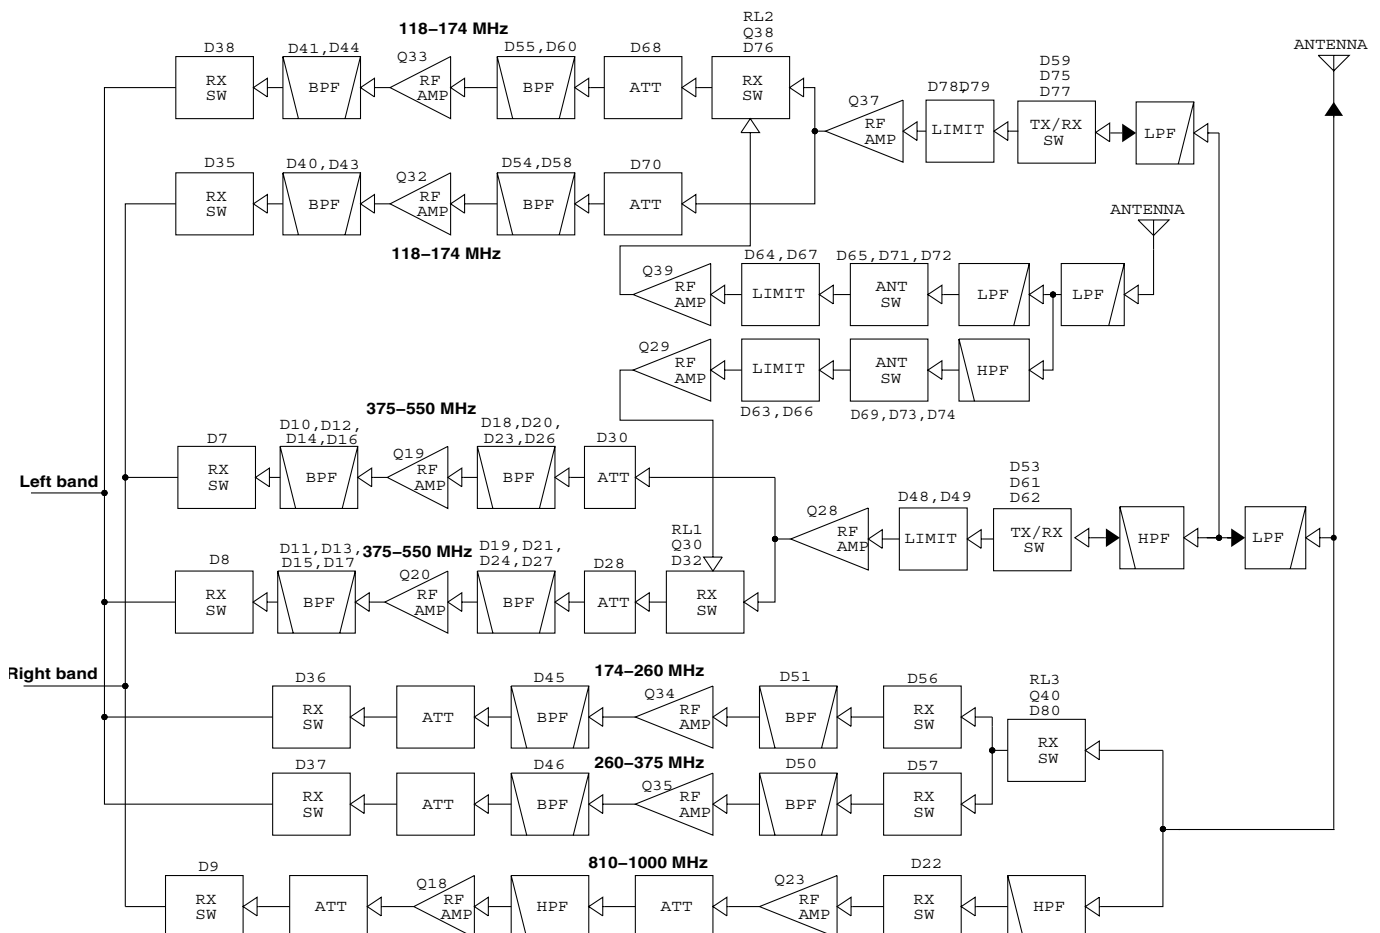 118–174 MHz
RL2
Q38
D76
ANTENNA
D38
D41,D44
Q33
D55,D60
D68
RX
SW
BPF
RF
AMP
BPF
ATT
RX
SW
Q37
RF
AMP
D78,D79
LIMIT
D59
D75
D77
TX/RX
SW
LPF
D35
D40,D43
Q32
D54,D58
D70
RX
SW
BPF
RF
AMP
BPF
ATT
118–174 MHz
ANTENNA
Q39
RF
AMP
D64,D67
LIMIT
D65,D71,D72
ANT
SW
LPF
LPF
Q29
RF
AMP
LIMIT
D63,D66
ANT
SW
D69,D73,D74
HPF
375–550 MHz
D7
D10,D12,
D14,D16
Q19
D18,D20,
D23,D26
D30
RX
SW
BPF
RF
AMP
BPF
ATT
Left band
Q28
RF
AMP
D48,D49
LIMIT
D53
D61
D62
TX/RX
SW
HPF
LPF
375–550 MHz
D8
D11,D13,
D15,D17
Q20
D19,D21,
D24,D27
D28
RL1
Q30
D32
RX
SW
BPF
RF
AMP
BPF
ATT
RX
SW
Right band
174–260 MHz
D36
D45
Q34
D51
D56
RX
SW
ATT
BPF
RF
AMP
BPF
RX
SW
RL3
Q40
D80
RX
SW
260–375 MHz
D37
D46
Q35
D50
D57
RX
SW
ATT
BPF
RF
AMP
BPF
RX
SW
810–1000 MHz
D9
Q18
Q23
D22
RX
SW
ATT
RF
AMP
HPF
ATT
RF
AMP
RX
SW
HPF